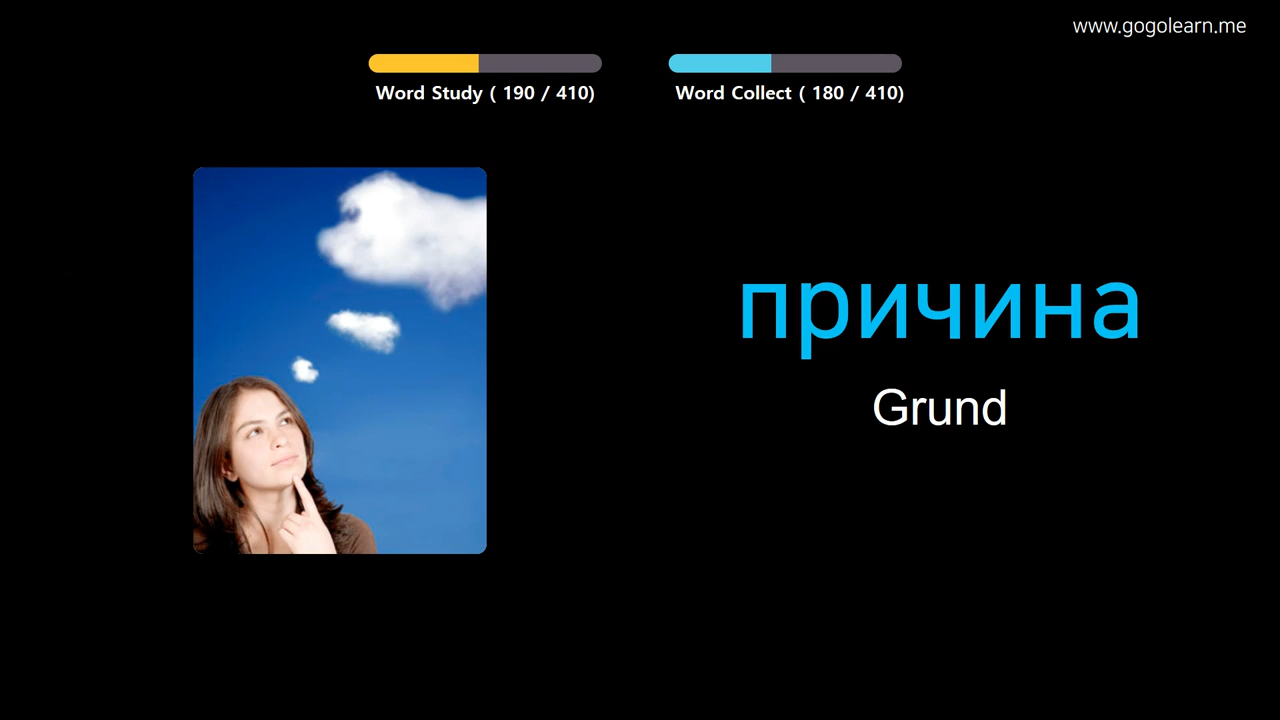 www.gogolearn.me
Word Study ( 190 / 410)
Word Collect ( 180 / 410)
причина
Grund